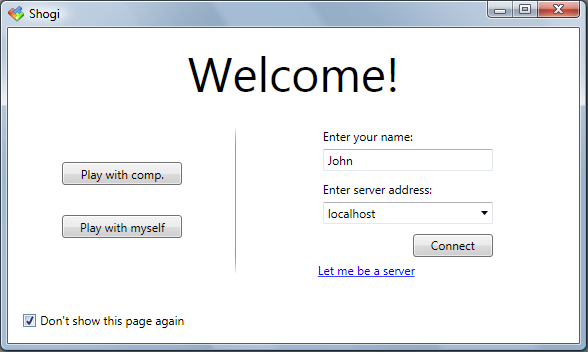 Shogi
Welcome!
Play with comp.
Play with myself
Enter your name:
John
Enter server address:
localhost
Connect
Let me be a server
Don't show this page again